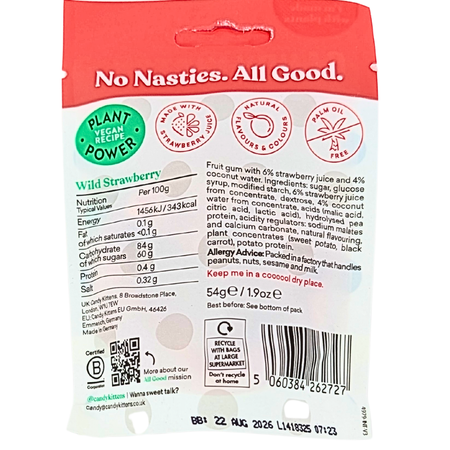 No Nasties. All Good.
PLANT
VEGAN
RECIPE
POWER
MADE WITH STRAWBERRY JUICE
NATURAL FLAVOURS & COLOURS
PALM OIL FREE
Wild Strawberry
Nutrition
Typical Values Per 100g
Energy 1456kJ/343kcal
Fat 0.1g
of which saturates <0.1g
Carbohydrate 84g
of which sugars 60g
Protein 0.4g
Salt 0.32g
UK: Candy Kittens, 8 Broadstone Place,
London, W1U 7EW
EU: Candy Kittens EU GmbH, 46426
Emmerich, Germany
Made in Germany
Fruit gum with 6% strawberry juice and 4%
coconut water. Ingredients: sugar, glucose
syrup, modified starch, 6% strawberry juice
from concentrate, dextrose, 4% coconut
water from concentrate, acids (malic acid,
citric acid, lactic acid), hydrolysed pea
protein, acidity regulators: sodium malates
and calcium carbonate, natural flavouring,
plant concentrates (sweet potato, black
carrot), potato protein.
Allergy Advice: Packed in a factory that handles
peanuts, nuts, sesame and milk.
Keep me in a coooool dry place.
54g℮ / 1.9oz℮
Best before: See bottom of pack
Certified
B
Corporation
More about
our All Good
mission
@candykittens Wanna sweet talk?
candy@candykittens.co.uk
RECYCLE
WITH BAGS
AT LARGE
SUPERMARKET
Don't recycle
at home
5 060384 262727
BB: 22 AUG 2026 L1418325 07:23